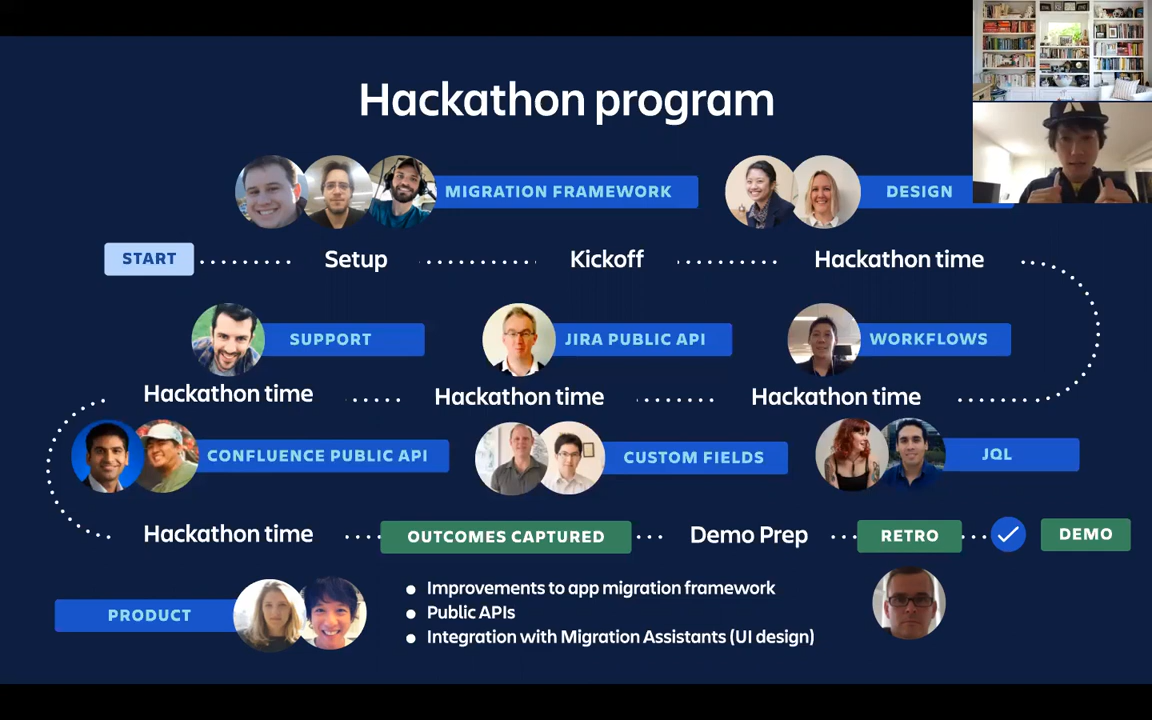 Hackathon program
MIGRATION FRAMEWORK
DESIGN
START
Setup
Kickoff
Hackathon time
SUPPORT
JIRA PUBLIC API
WORKFLOWS
Hackathon time
Hackathon time
Hackathon time
CONFLUENCE PUBLIC API
CUSTOM FIELDS
JQL
Hackathon time
OUTCOMES CAPTURED
Demo Prep
RETRO
DEMO
PRODUCT
● Improvements to app migration framework
● Public APIs
● Integration with Migration Assistants (UI design)